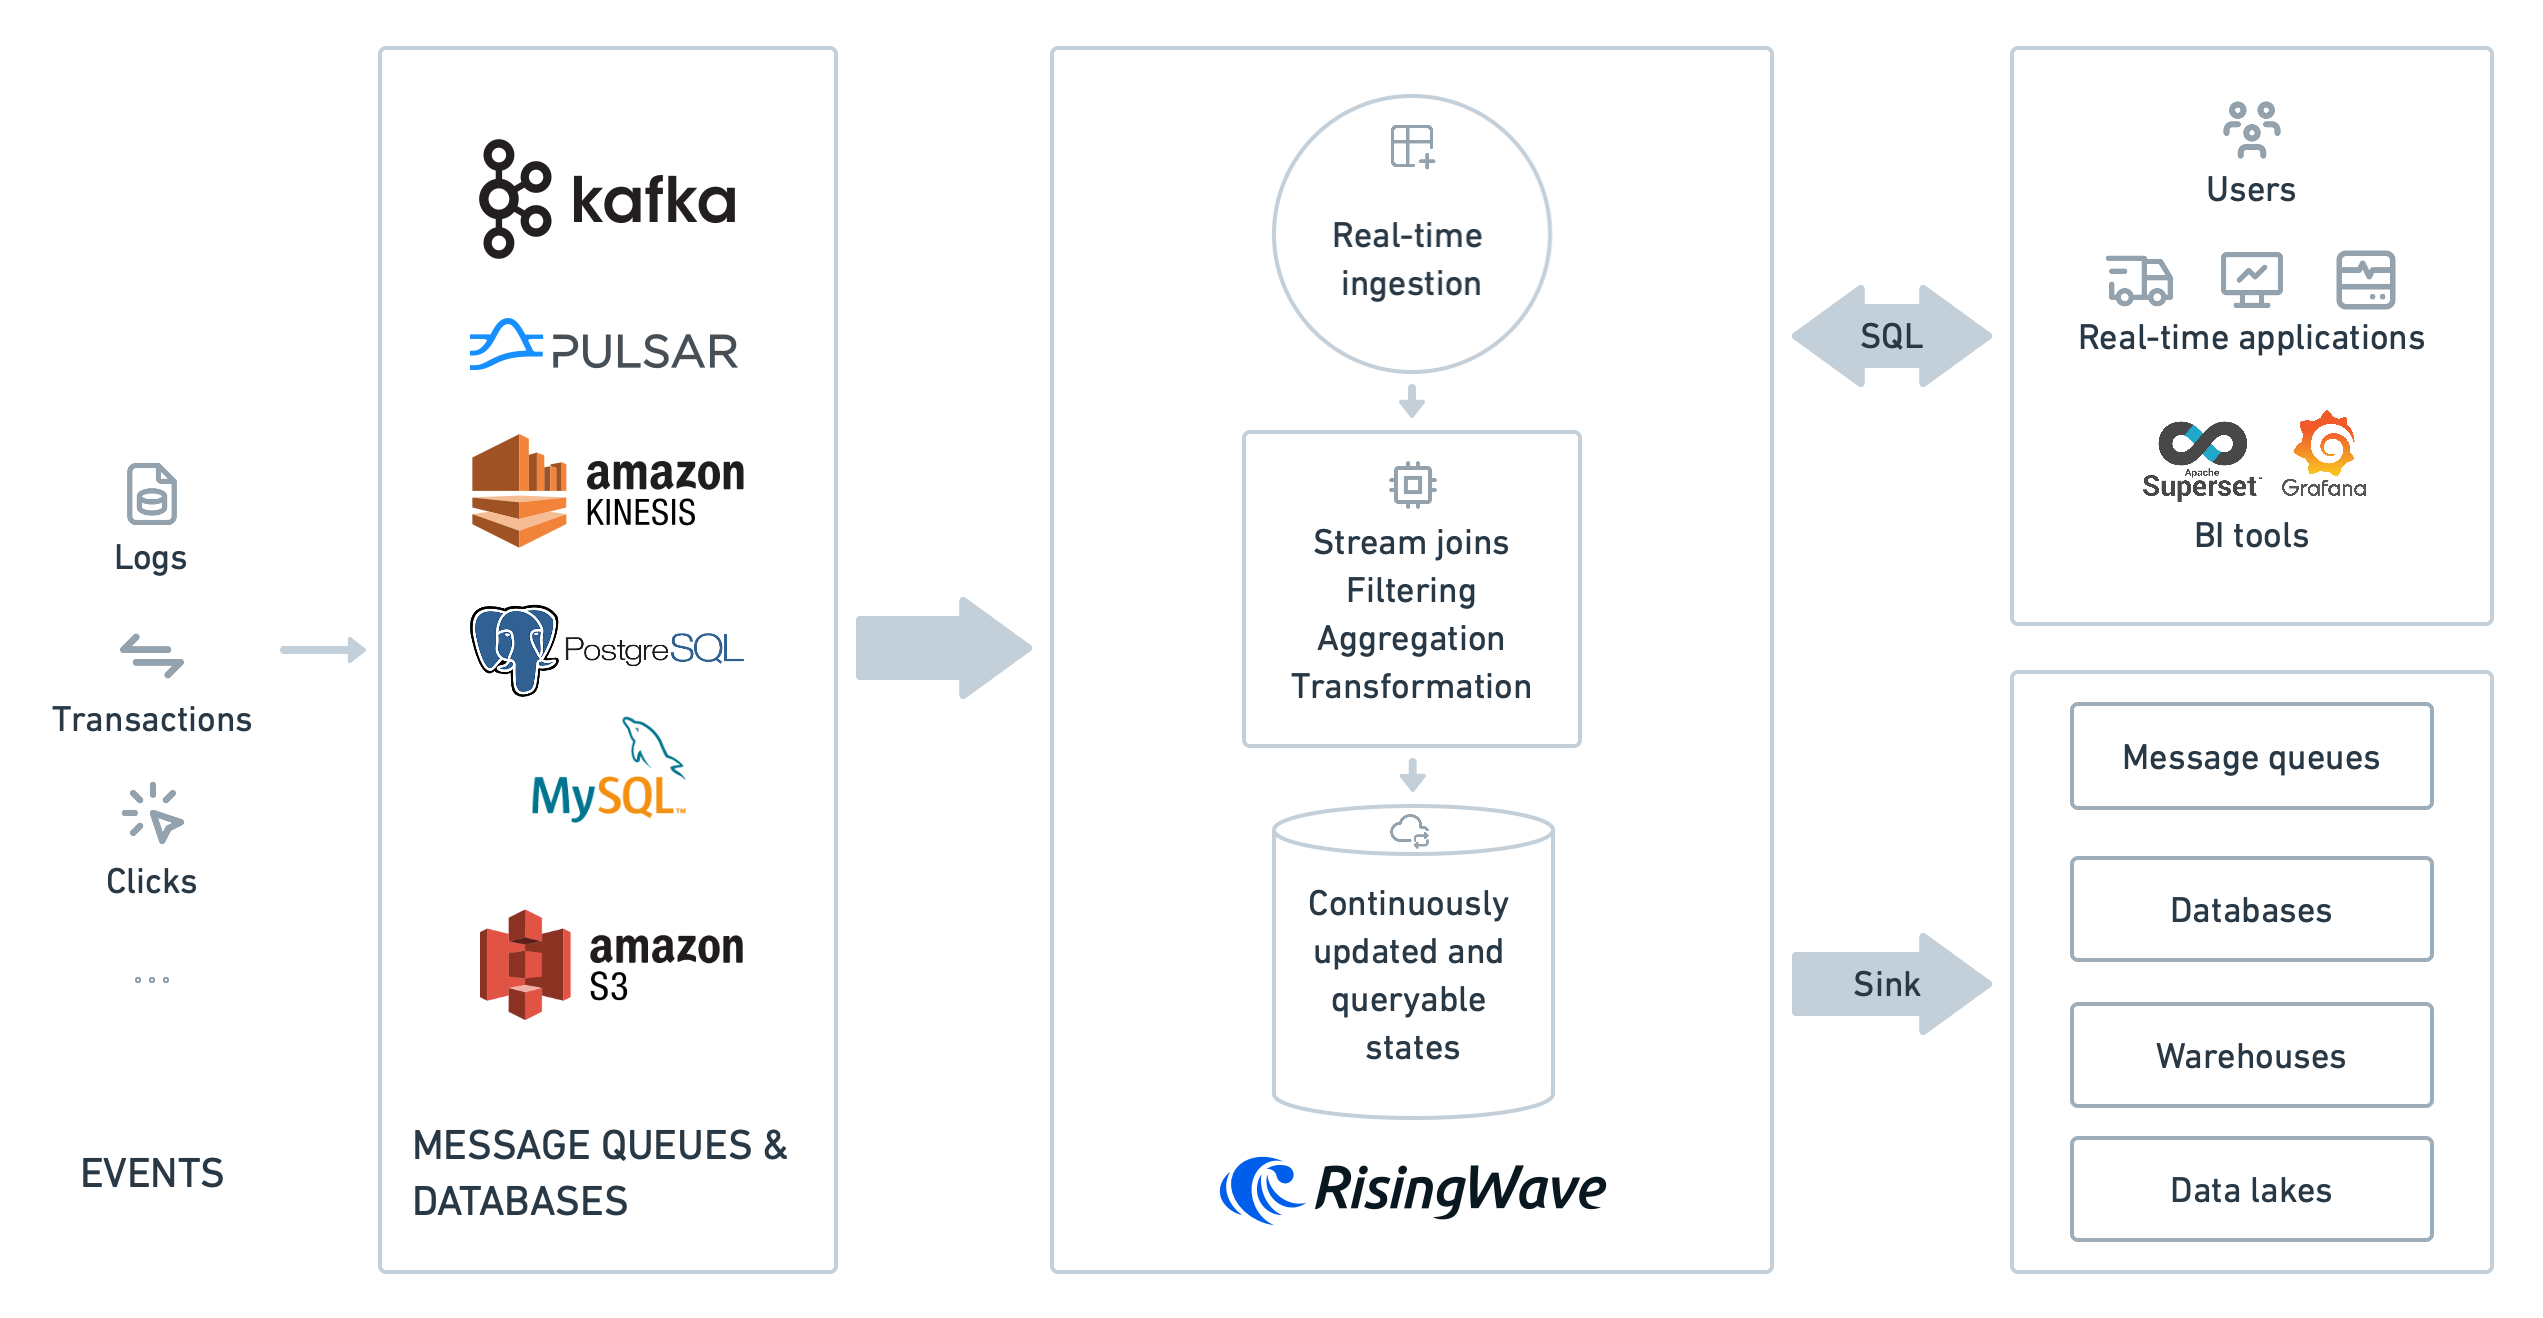 Logs
Transactions
Clicks
EVENTS
kafka
PULSAR
amazon
KINESIS
PostgreSQL
MySQL™
amazon
S3
MESSAGE QUEUES &
DATABASES
Real-time
ingestion
Stream joins
Filtering
Aggregation
Transformation
Continuously
updated and
queryable
states
RisingWave
SQL
Sink
Users
Real-time applications
Apache
Superset™
Grafana
BI tools
Message queues
Databases
Warehouses
Data lakes